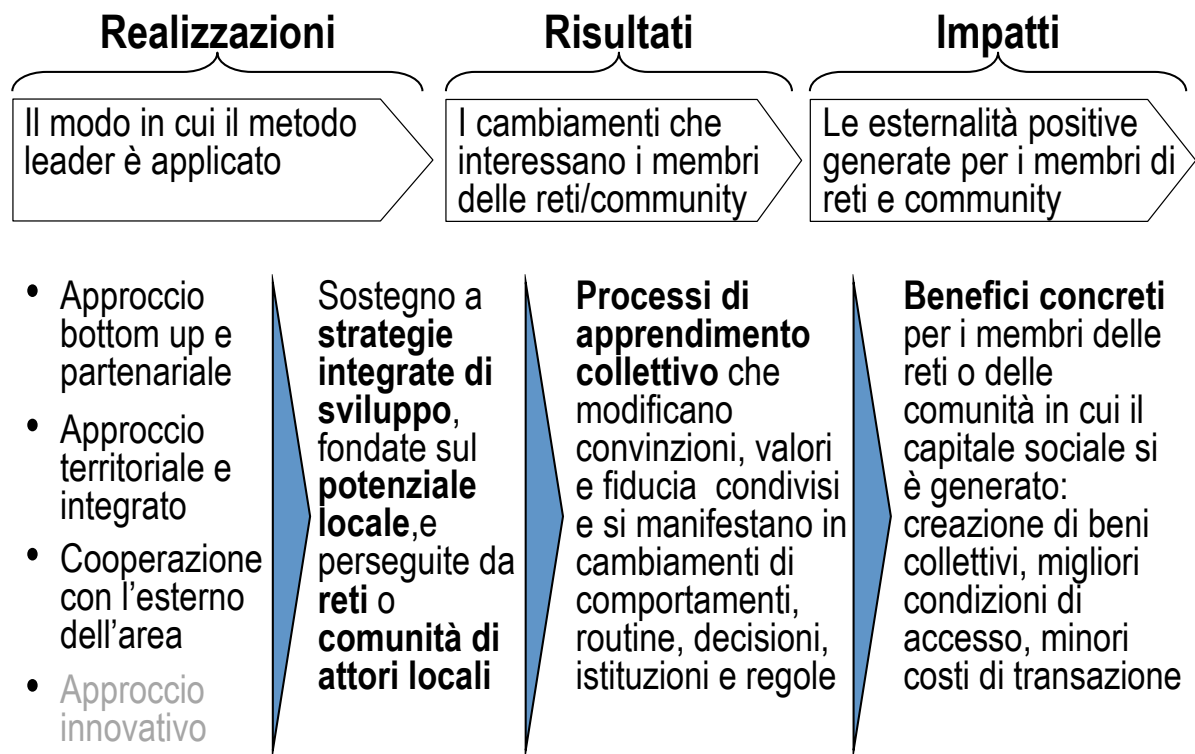 Realizzazioni
Risultati
Impatti
Il modo in cui il metodo
leader è applicato
I cambiamenti che
interessano i membri
delle reti/community
Le esternalità positive
generate per i membri di
reti e community
• Approccio
bottom up e
partenariale
• Approccio
territoriale e
integrato
• Cooperazione
con l'esterno
dell'area
• Approccio
innovativo
Sostegno a
strategie
integrate di
sviluppo,
fondate sul
potenziale
locale,e
perseguite da
reti o
comunità di
attori locali
Processi di
apprendimento
collettivo che
modificano
convinzioni, valori
e fiducia condivisi
e si manifestano in
cambiamenti di
comportamenti,
routine, decisioni,
istituzioni e regole
Benefici concreti
per i membri delle
reti o delle
comunità in cui il
capitale sociale si
è generato:
creazione di beni
collettivi, migliori
condizioni di
accesso, minori
costi di transazione